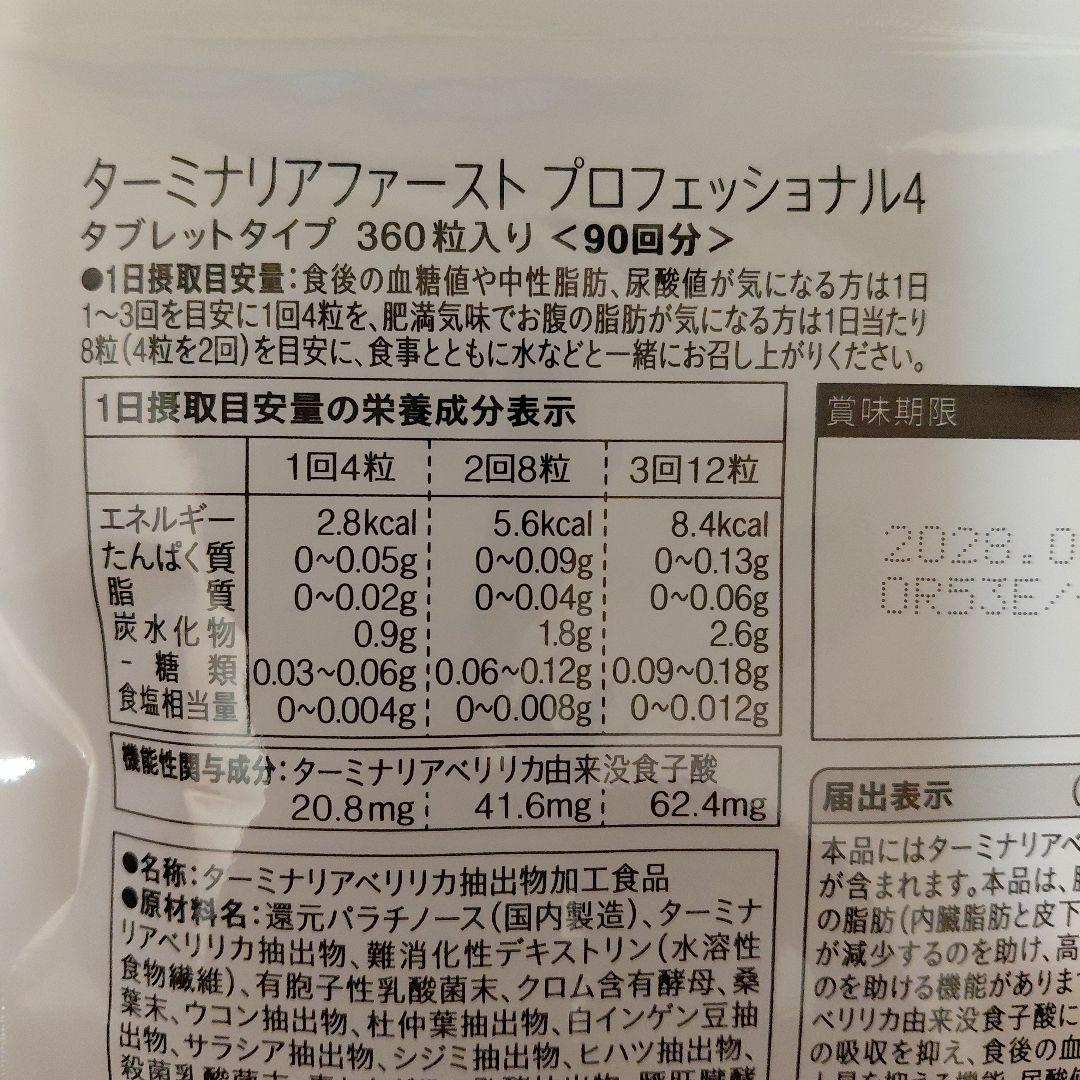 ターミナリアファースト プロフェッショナル4
タブレットタイプ 360粒入り <90回分>
●1日摂取目安量:食後の血糖値や中性脂肪、尿酸値が気になる方は1日
1〜3回を目安に1回4粒を、肥満気味でお腹の脂肪が気になる方は1日当たり
8粒(4粒を2回)を目安に、食事とともに水などと一緒にお召し上がりください。
1日摂取目安量の栄養成分表示
1回4粒 2回8粒 3回12粒
エネルギー 2.8kcal 5.6kcal 8.4kcal
たんぱく質 0~0.05g 0~0.09g 0~0.13g
脂質 0~0.02g 0~0.04g 0~0.06g
炭水化物 0.9g 1.8g 2.6g
- 糖類 0.03~0.06g 0.06~0.12g 0.09~0.18g
食塩相当量 0~0.004g 0~0.008g 0~0.012g
機能性関与成分:ターミナリアベリリカ由来没食子酸
20.8mg 41.6mg 62.4mg
●名称:ターミナリアベリリカ抽出物加工食品
●原材料名:還元パラチノース(国内製造)、ターミナ
リアベリリカ抽出物、難消化性デキストリン(水溶性
食物繊維)、有胞子性乳酸菌末、クロム含有酵母、桑
葉末、ウコン抽出物、杜仲葉抽出物、白インゲン豆抽
出物、サラシア抽出物、シジミ抽出物、ヒハツ抽出物、
殺菌乳酸菌末、
賞味期限
2028.0
0R53E/
届出表示
本品にはターミナリアベ
が含まれます。本品は、
の脂肪(内臓脂肪と皮下
が減少するのを助け、高
のを助ける機能がありま
ベリリカ由来没食子酸に
の吸収を抑え、食後の血